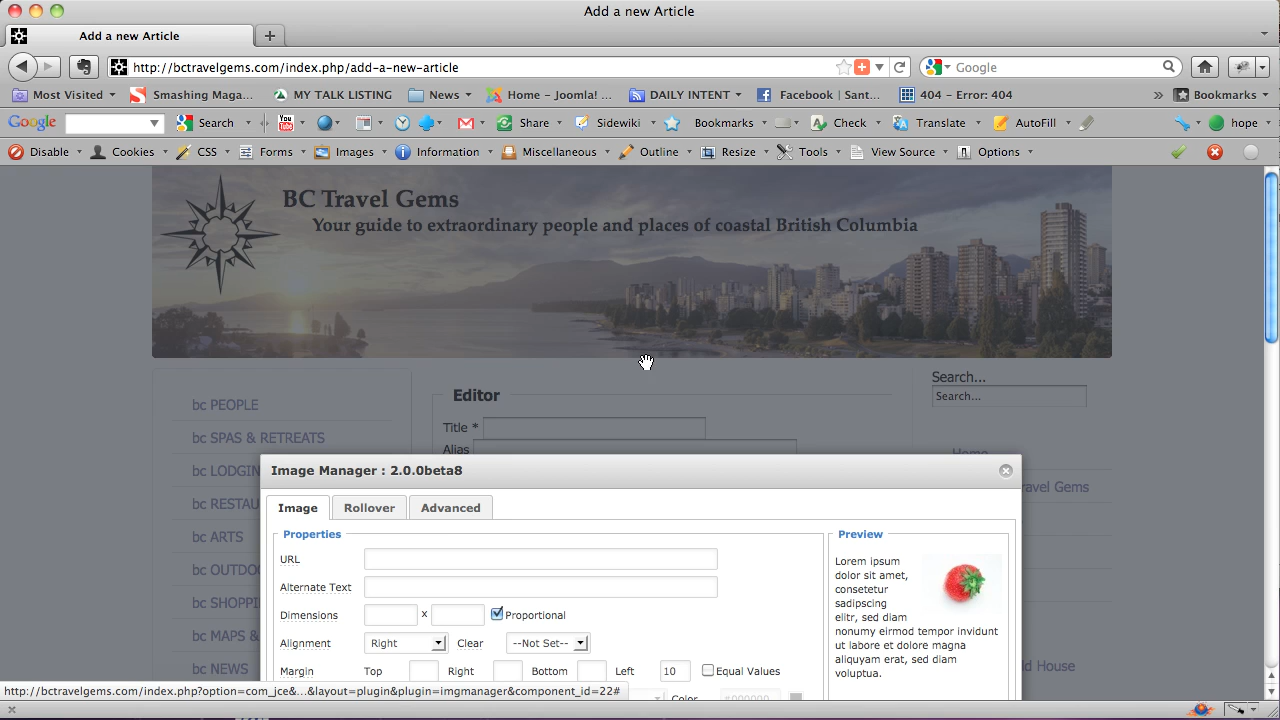 Add a new Article
Add a new Article
http://bctravelgems.com/index.php/add-a-new-article
Google
Most Visited Smashing Maga... MY TALK LISTING News Home – Joomla! ... DAILY INTENT Facebook | Sant... 404 – Error: 404 » Bookmarks
Google Search Share Sidewiki Bookmarks Check Translate AutoFill hope
Disable Cookies CSS Forms Images Information Miscellaneous Outline Resize Tools View Source Options
BC Travel Gems
Your guide to extraordinary people and places of coastal British Columbia
bc PEOPLE
bc SPAS & RETREATS
bc LODGIN
bc RESTAU
bc ARTS
bc OUTDO
bc SHOPPI
bc MAPS &
bc NEWS
Editor
Title *
Alias
Search...
Search...
Home
ravel Gems
ld House
Image Manager : 2.0.0beta8
Image Rollover Advanced
Properties
URL
Alternate Text
Dimensions x Proportional
Alignment Right Clear --Not Set--
Margin Top Right Bottom Left 10 Equal Values
Color #000000
Preview
Lorem ipsum
dolor sit amet,
consetetur
sadipscing
elitr, sed diam
nonumy eirmod tempor invidunt
ut labore et dolore magna
aliquyam erat, sed diam
voluptua.
http://bctravelgems.com/index.php?option=com_jce&...&layout=plugin&plugin=imgmanager&component_id=22#